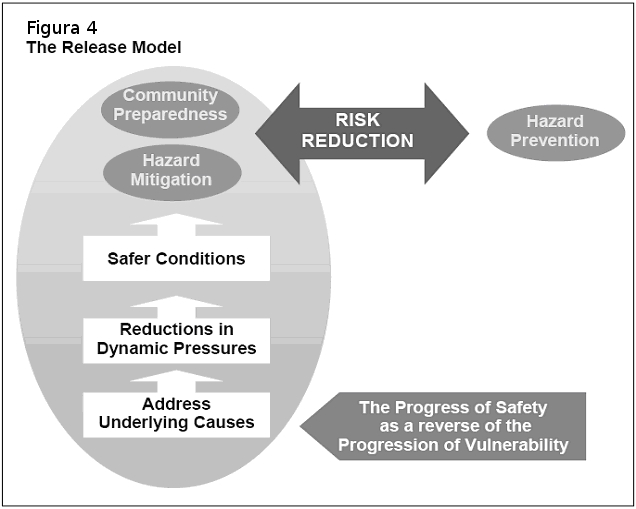 Figura 4
The Release Model
Community
Preparedness
Hazard
Mitigation
RISK
REDUCTION
Hazard
Prevention
Safer Conditions
Reductions in
Dynamic Pressures
Address
Underlying Causes
The Progress of Safety
as a reverse of the
Progression of Vulnerability